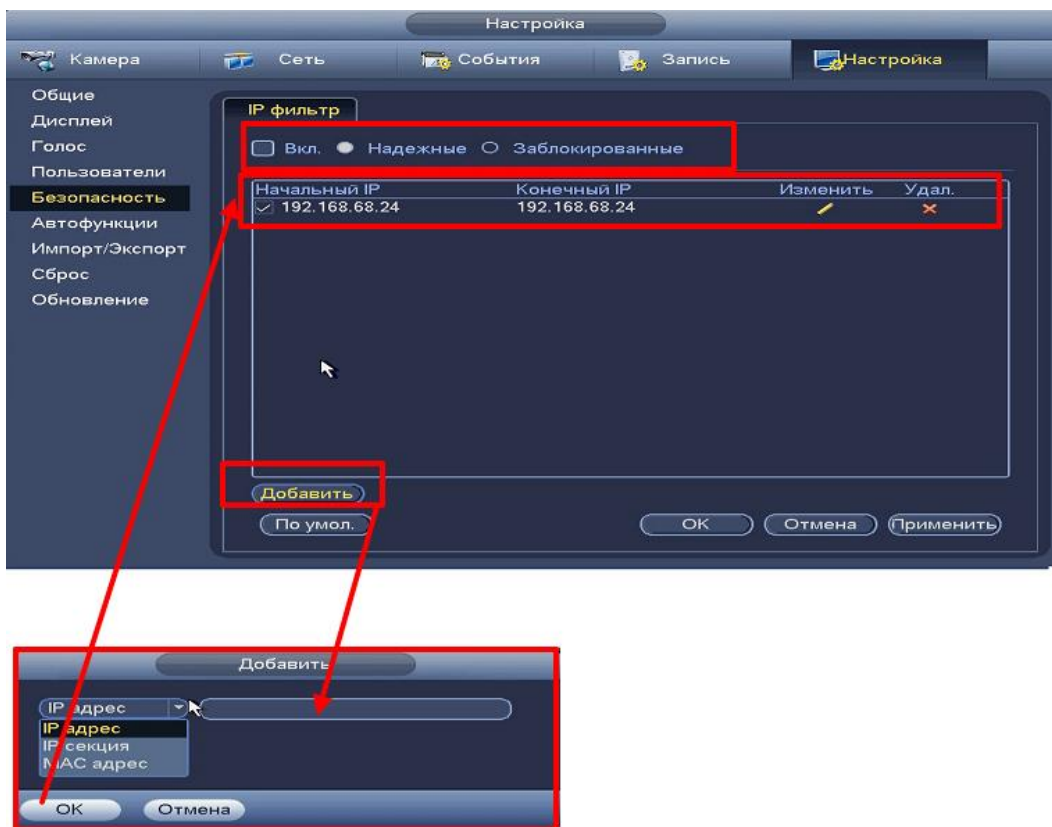 Настройка
Камера Сеть События Запись Настройка
Общие
Дисплей
Голос
Пользователи
Безопасность
Автофункции
Импорт/Экспорт
Сброс
Обновление
IP фильтр
Вкл. Надежные Заблокированные
Начальный IP Конечный IP Изменить Удал.
192.168.68.24 192.168.68.24
Добавить
По умол. OK Отмена Применить
Добавить
IP адрес
IP адрес
IP секция
MAC адрес
OK Отмена